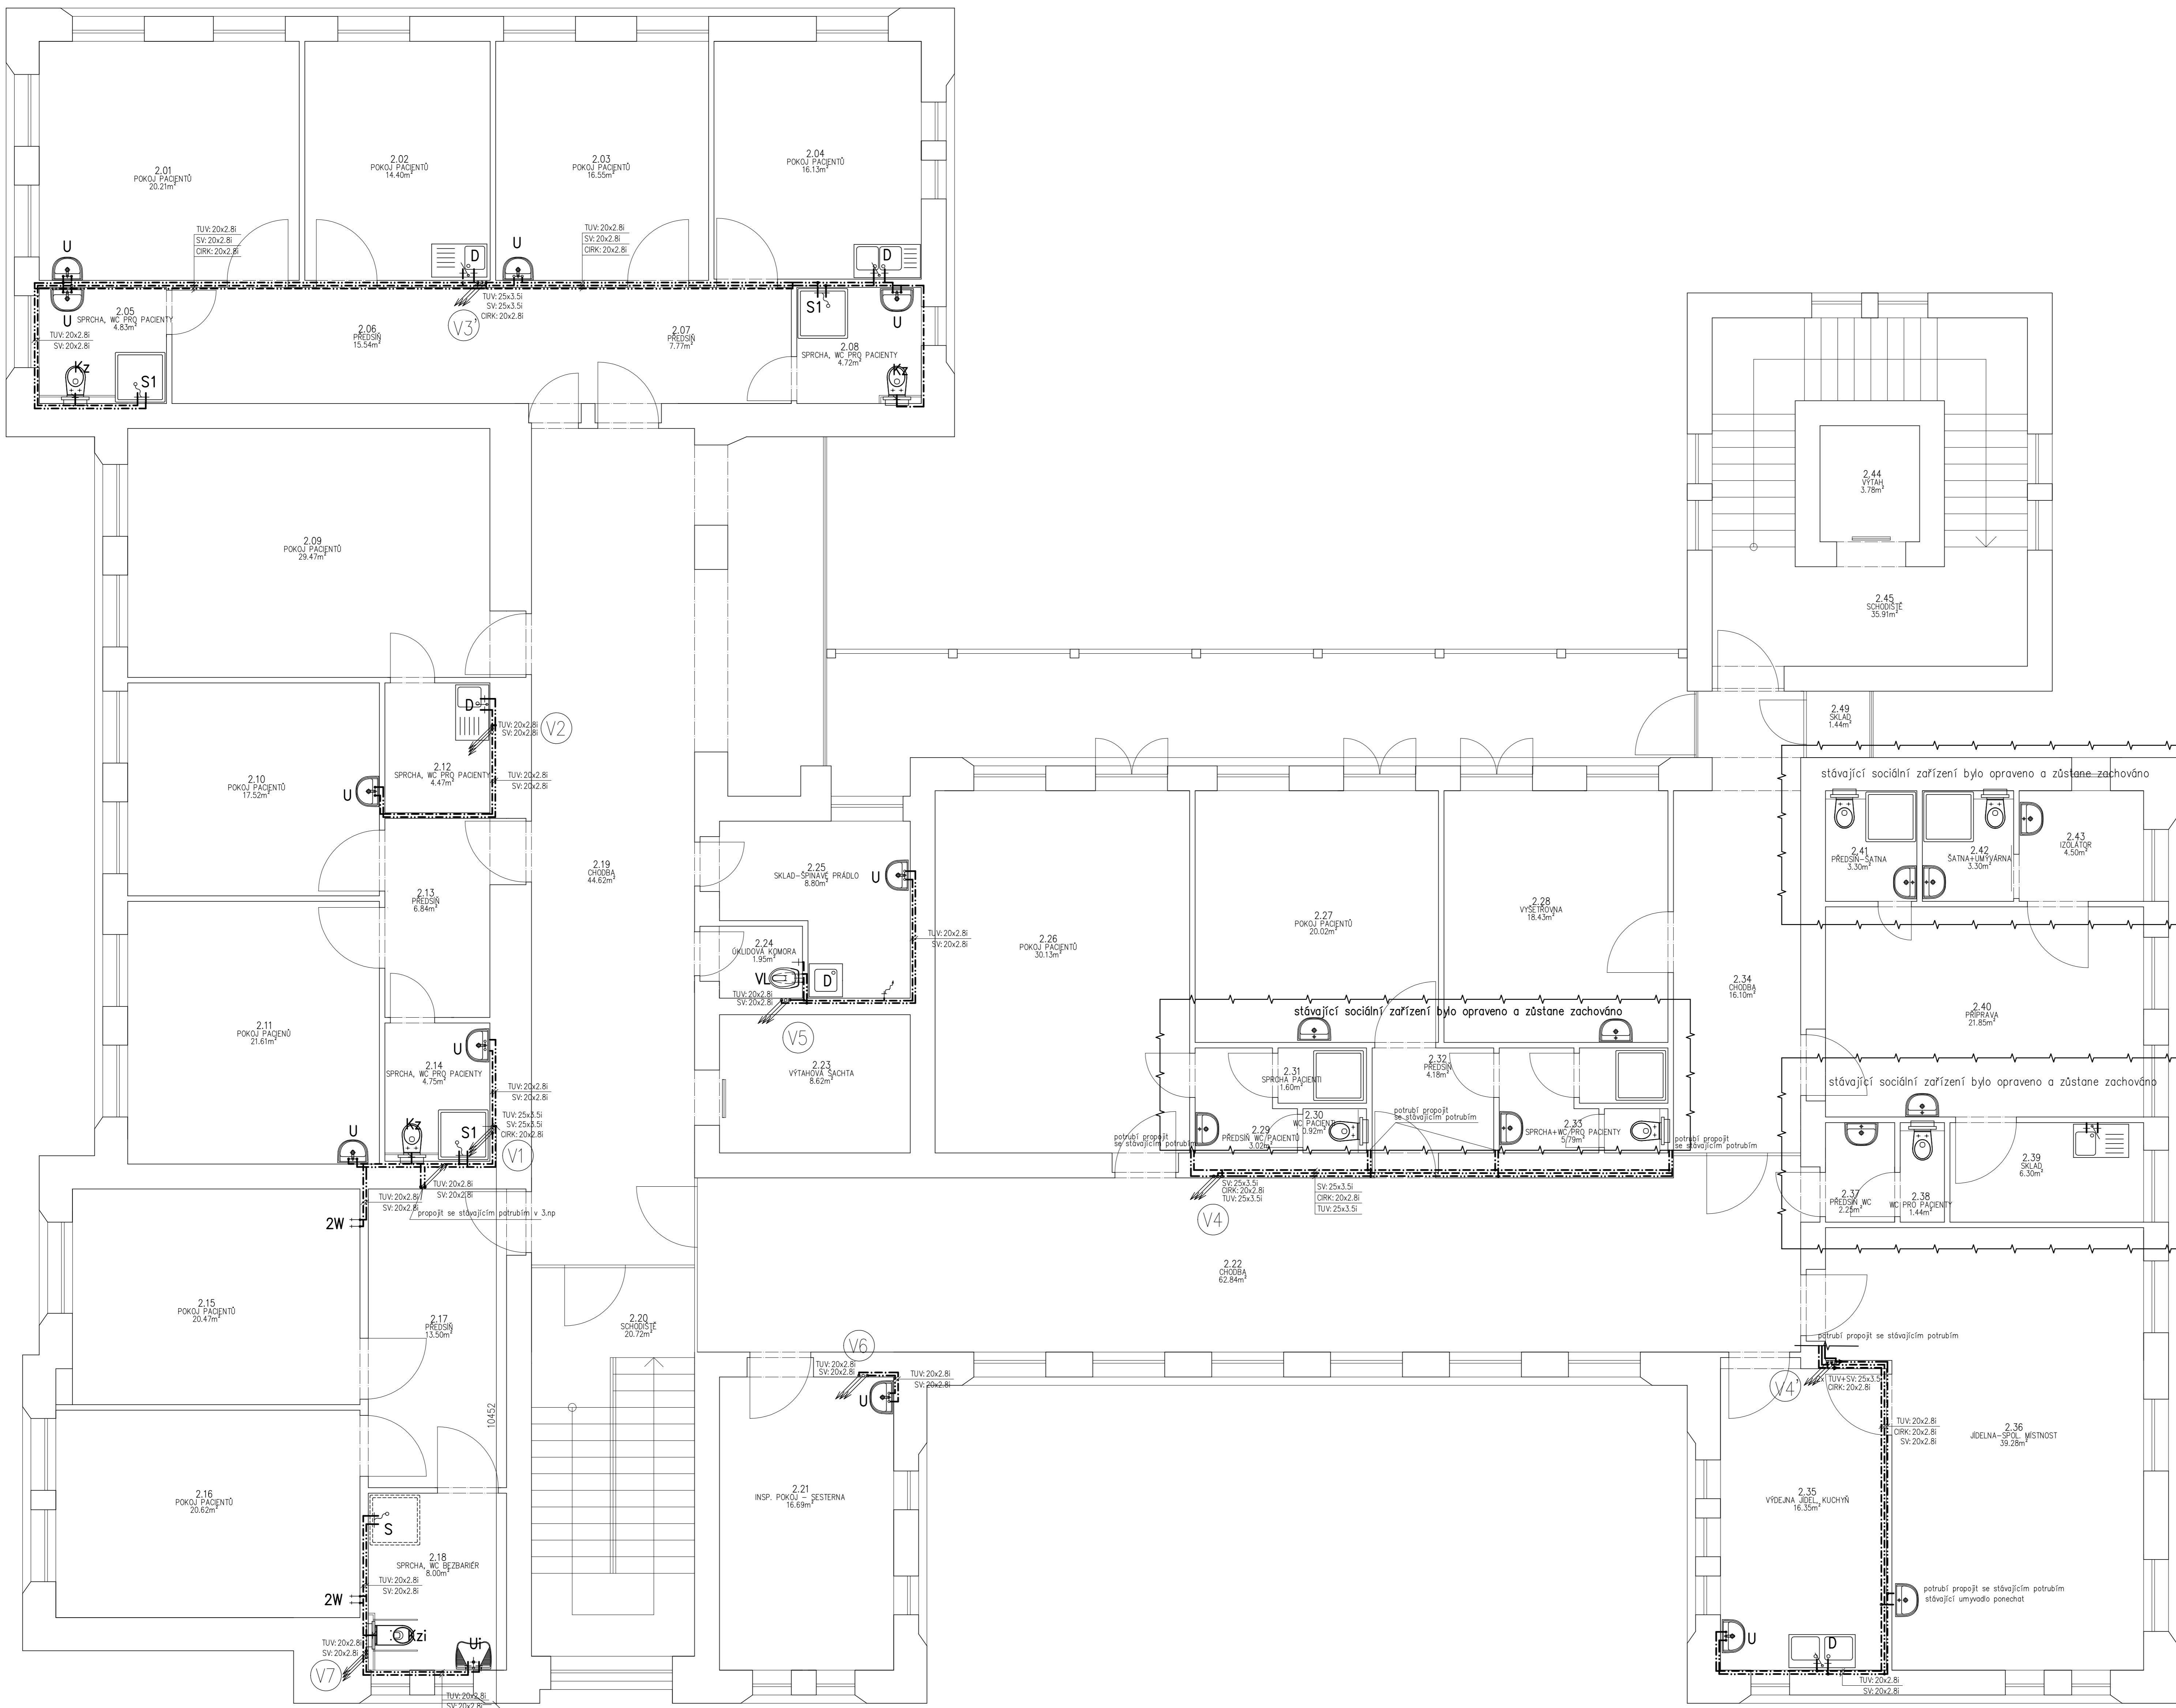 2.01
POKOJ PACIENTŮ
20.21m²
2.02
POKOJ PACIENTŮ
14.40m²
2.03
POKOJ PACIENTŮ
16.55m²
2.04
POKOJ PACIENTŮ
16.13m²
TUV: 20x2.8i
SV: 20x2.8i
CIRK: 20x2.8i
TUV: 20x2.8i
SV: 20x2.8i
CIRK: 20x2.8i
U
D
U
D
U
2.05
SPRCHA, WC PRO PACIENTY
4.83m²
TUV: 20x2.8i
SV: 20x2.8i
Kz
S1
TUV: 25x3.5i
SV: 25x3.5i
CIRK: 20x2.8i
V3'
2.06
PŘEDSÍŇ
15.54m²
2.07
PŘEDSÍŇ
7.77m²
S1
U
2.08
SPRCHA, WC PRO PACIENTY
4.72m²
Kz
2.09
POKOJ PACIENTŮ
29.47m²
2.44
VÝTAH
3.78m²
2.45
SCHODIŠTĚ
35.91m²
2.49
SKLAD
1.44m²
D
TUV: 20x2.8i
SV: 20x2.8i
V2
2.12
SPRCHA, WC PRO PACIENTY
4.47m²
TUV: 20x2.8i
SV: 20x2.8i
2.10
POKOJ PACIENTŮ
17.52m²
U
2.13
PŘEDSÍŇ
6.84m²
2.19
CHODBA
44.62m²
2.25
SKLAD-ŠPINAVÉ PRÁDLO
8.80m²
U
TUV: 20x2.8i
SV: 20x2.8i
2.24
ÚKLIDOVÁ KOMORA
1.95m²
VL
D
TUV: 20x2.8i
SV: 20x2.8i
V5
2.23
VÝTAHOVÁ ŠACHTA
8.62m²
2.26
POKOJ PACIENTŮ
30.13m²
2.27
POKOJ PACIENTŮ
20.02m²
2.28
VYŠETŘOVNA
18.43m²
2.34
CHODBA
16.10m²
stávající sociální zařízení bylo opraveno a zůstane zachováno
2.41
PŘEDSÍŇ-ŠATNA
3.30m²
2.42
ŠATNA+UMÝVÁRNA
3.30m²
2.43
IZOLÁTOR
4.50m²
2.40
PŘÍPRAVA
21.85m²
stávající sociální zařízení bylo opraveno a zůstane zachováno
stávající sociální zařízení bylo opraveno a zůstane zachováno
2.11
POKOJ PACIENŮ
21.61m²
U
2.14
SPRCHA, WC PRO PACIENTY
4.75m²
TUV: 20x2.8i
SV: 20x2.8i
TUV: 25x3.5i
SV: 25x3.5i
CIRK: 20x2.8i
V1
U
Kz
S1
TUV: 20x2.8i
SV: 20x2.8i
TUV: 20x2.8i
SV: 20x2.8i
propojit se stávajícím potrubím v 3.np
2W
2.31
SPRCHA PACIENTI
1.60m²
2.32
PŘEDSÍŇ
4.18m²
potrubí propojit
se stávajícím potrubím
2.30
WC PACIENTI
0.92m²
2.29
PŘEDSÍŇ WC/PACIENTŮ
3.02m²
potrubí propojit
se stávajícím potrubím
2.33
SPRCHA+WC/PRO PACIENTY
5.79m²
potrubí propojit
se stávajícím potrubím
SV: 25x3.5i
CIRK: 20x2.8i
TUV: 25x3.5i
SV: 25x3.5i
CIRK: 20x2.8i
TUV: 25x3.5i
V4
2.37
PŘEDSÍŇ WC
2.25m²
2.38
WC PRO PACIENTY
1.44m²
2.39
SKLAD
6.30m²
2.22
CHODBA
62.84m²
2.15
POKOJ PACIENTŮ
20.47m²
2.17
PŘEDSÍŇ
13.50m²
2.20
SCHODIŠTĚ
20.72m²
V6
TUV: 20x2.8i
SV: 20x2.8i
U
TUV: 20x2.8i
SV: 20x2.8i
potrubí propojit se stávajícím potrubím
V4'
TUV+SV: 25x3.5
CIRK: 20x2.8i
TUV: 20x2.8i
CIRK: 20x2.8i
SV: 20x2.8i
2.36
JÍDELNA-SPOL. MÍSTNOST
39.28m²
10452
2.16
POKOJ PACIENTŮ
20.62m²
S
2.18
SPRCHA, WC BEZBARIÉR
8.00m²
TUV: 20x2.8i
SV: 20x2.8i
2W
Kzi
Ui
TUV: 20x2.8i
SV: 20x2.8i
V7
TUV: 20x2.8i
SV: 20x2.8i
2.21
INSP. POKOJ - SESTERNA
16.69m²
2.35
VÝDEJNA JÍDEL, KUCHYŇ
16.35m²
potrubí propojit se stávajícím potrubím
stávající umyvadlo ponechat
U
D
TUV: 20x2.8i
SV: 20x2.8i